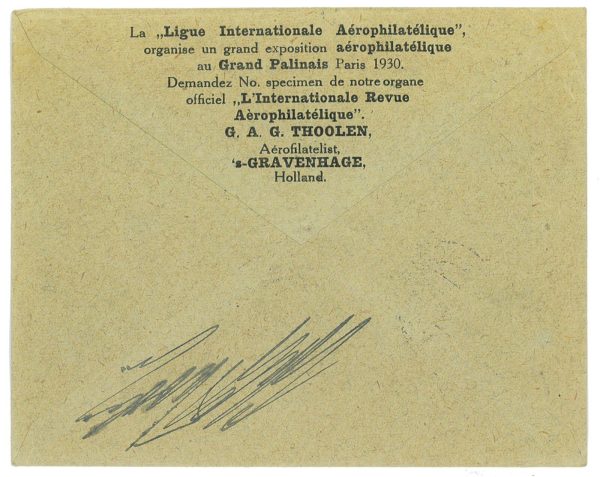 La „Ligue Internationale Aérophilatélique",
organise un grand exposition aérophilatélique
au Grand Palinais Paris 1930.
Demandez No. specimen de notre organe
officiel „L'Internationale Revue
Aèrophilatélique".
G. A. G. THOOLEN,
Aérofilatelist,
's-GRAVENHAGE,
Holland.